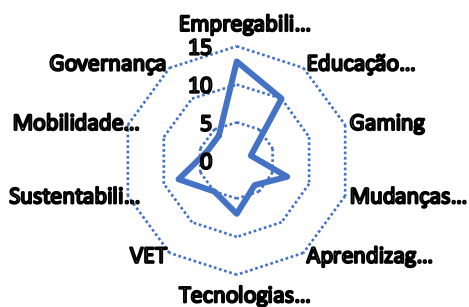 Empregabili...
Educação...
Gaming
Mudanças...
Aprendizag...
Tecnologias...
VET
Sustentabili...
Mobilidade...
Governança
15
10
5
0